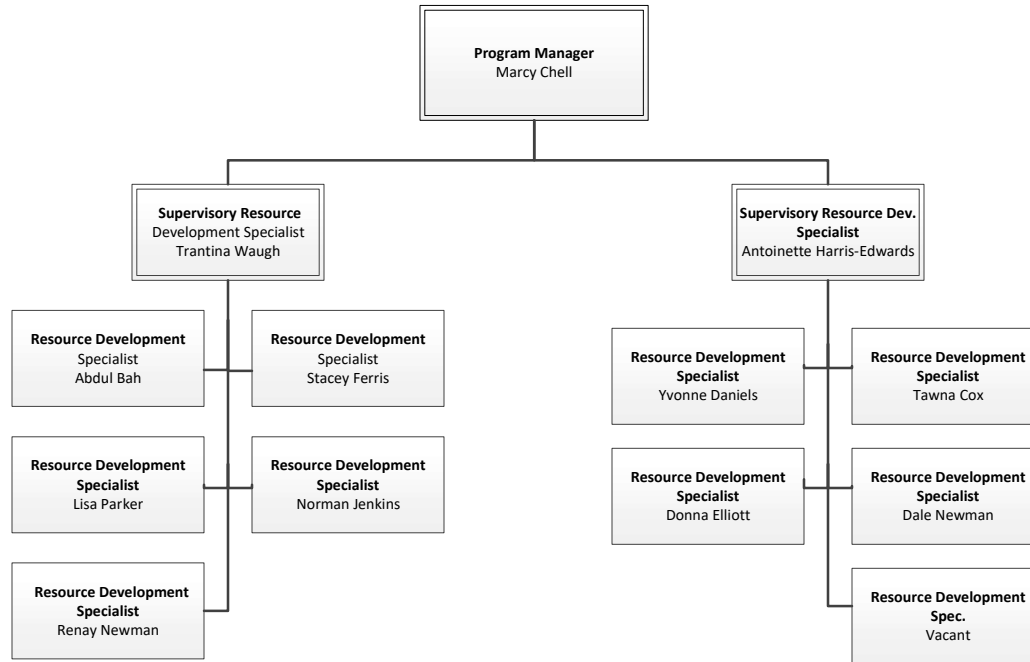 Program Manager
Marcy Chell
Supervisory Resource
Development Specialist
Trantina Waugh
Supervisory Resource Dev.
Specialist
Antoinette Harris-Edwards
Resource Development
Specialist
Abdul Bah
Resource Development
Specialist
Stacey Ferris
Resource Development
Specialist
Yvonne Daniels
Resource Development
Specialist
Tawna Cox
Resource Development
Specialist
Lisa Parker
Resource Development
Specialist
Norman Jenkins
Resource Development
Specialist
Donna Elliott
Resource Development
Specialist
Dale Newman
Resource Development
Specialist
Renay Newman
Resource Development
Spec.
Vacant